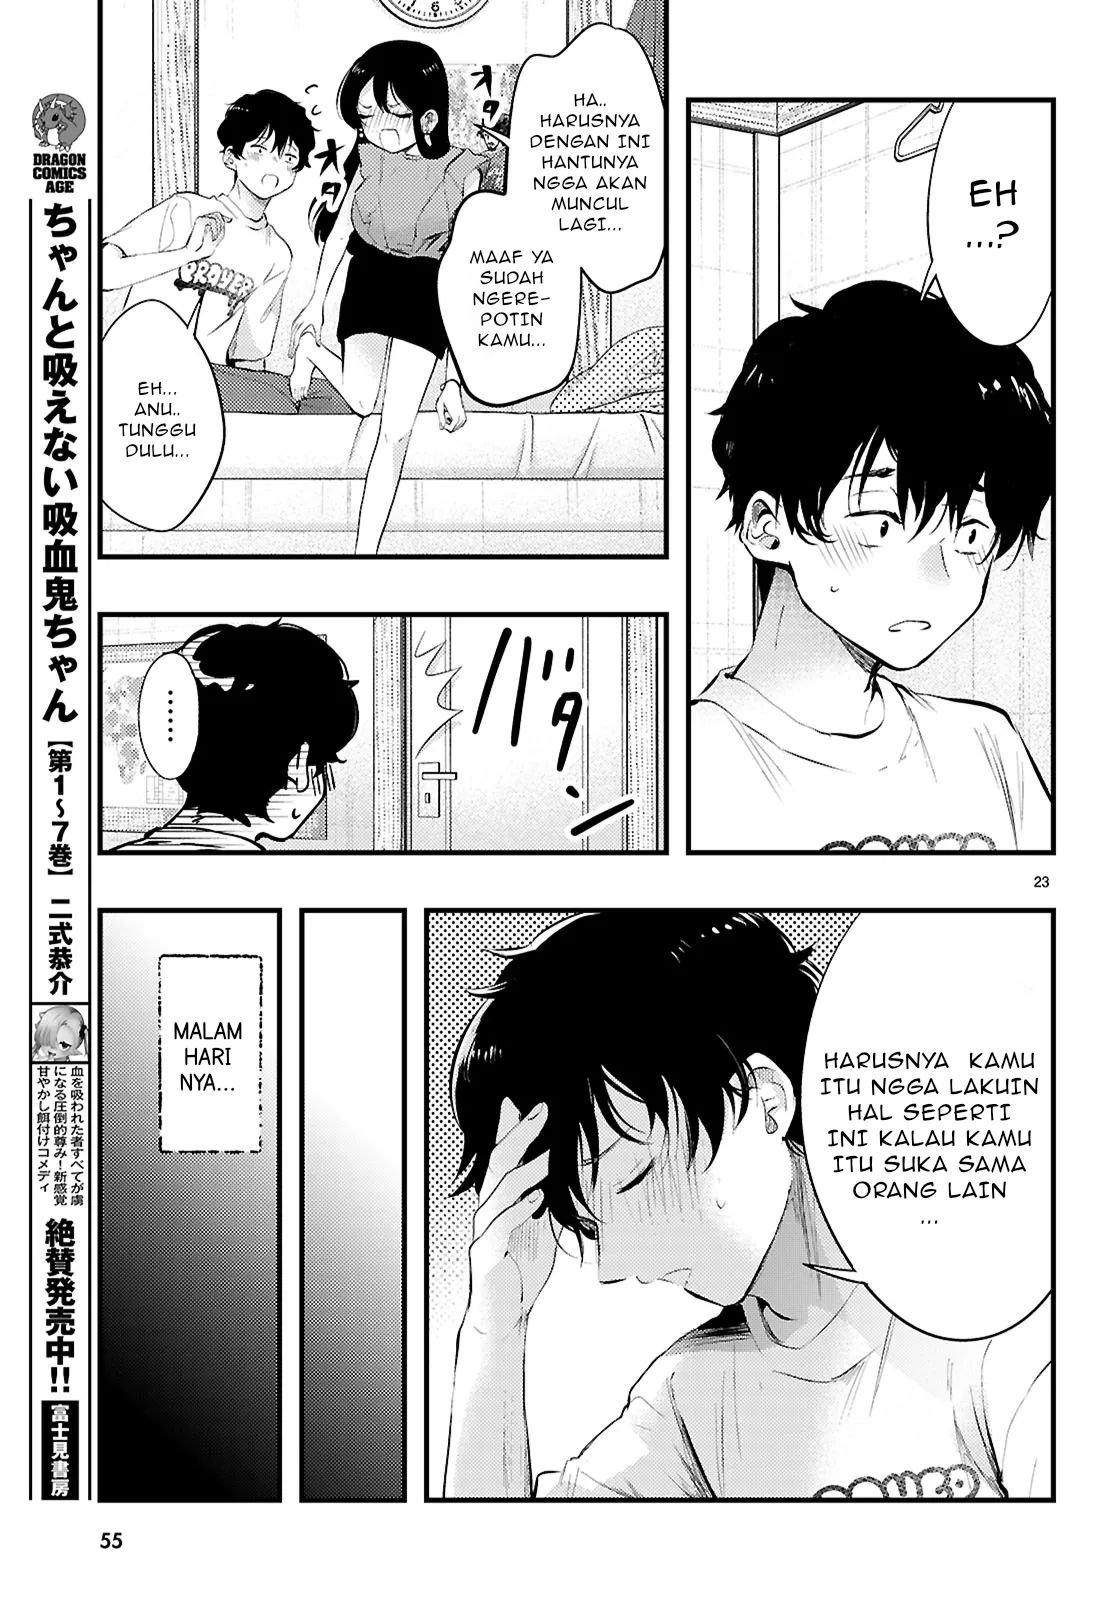 EH
...?
HA..
HARUSNYA
DENGAN INI
HANTUNYA
NGGA AKAN
MUNCUL
LAGI...
MAAF YA
SUDAH
NGERE-
POTIN
KAMU...
オタ
オタ
PRAYER
EH...
ANU..
TUNGGU
DULU...
バタン
......
23
HARUSNYA KAMU
ITU NGGA LAKUIN
HAL SEPERTI
INI KALAU KAMU
ITU SUKA SAMA
ORANG LAIN
...
MALAM
HARI
NYA...
DRAGON
COMICS
AGE
ちゃんと吸えない吸血鬼ちゃん【第1～7巻】 二式恭介
血を吸われた者すべてが虜
になる圧倒的尊み！新感覚
甘やかし餌付けコメディ
絶賛発売中!!
富士見書房
55